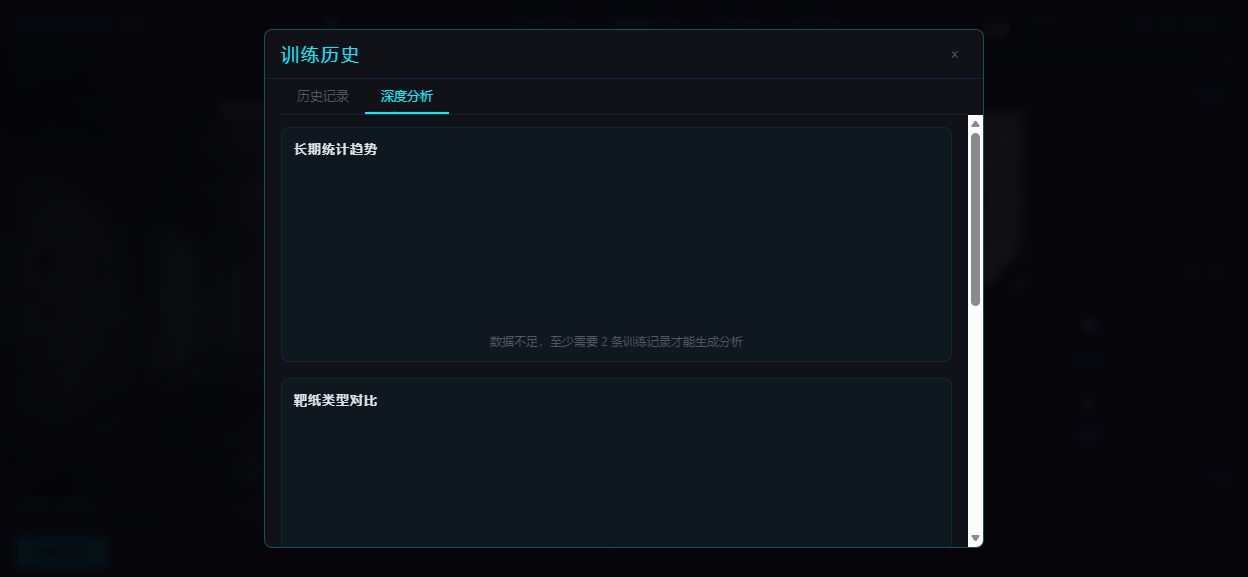 训练历史
×
历史记录
深度分析
长期统计趋势
数据不足，至少需要 2 条训练记录才能生成分析
靶纸类型对比